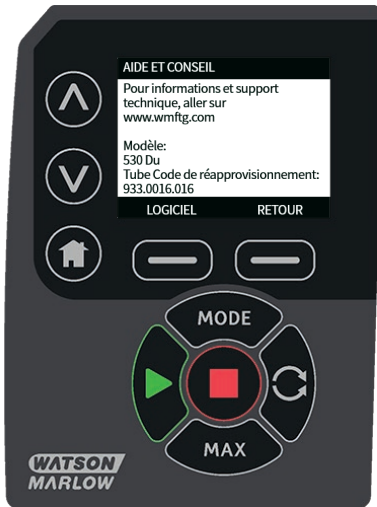 AIDE ET CONSEIL
Pour informations et support
technique, aller sur
www.wmftg.com
Modèle:
530 Du
Tube Code de réapprovisionnement:
933.0016.016
LOGICIEL RETOUR
MODE
MAX
WATSON
MARLOW